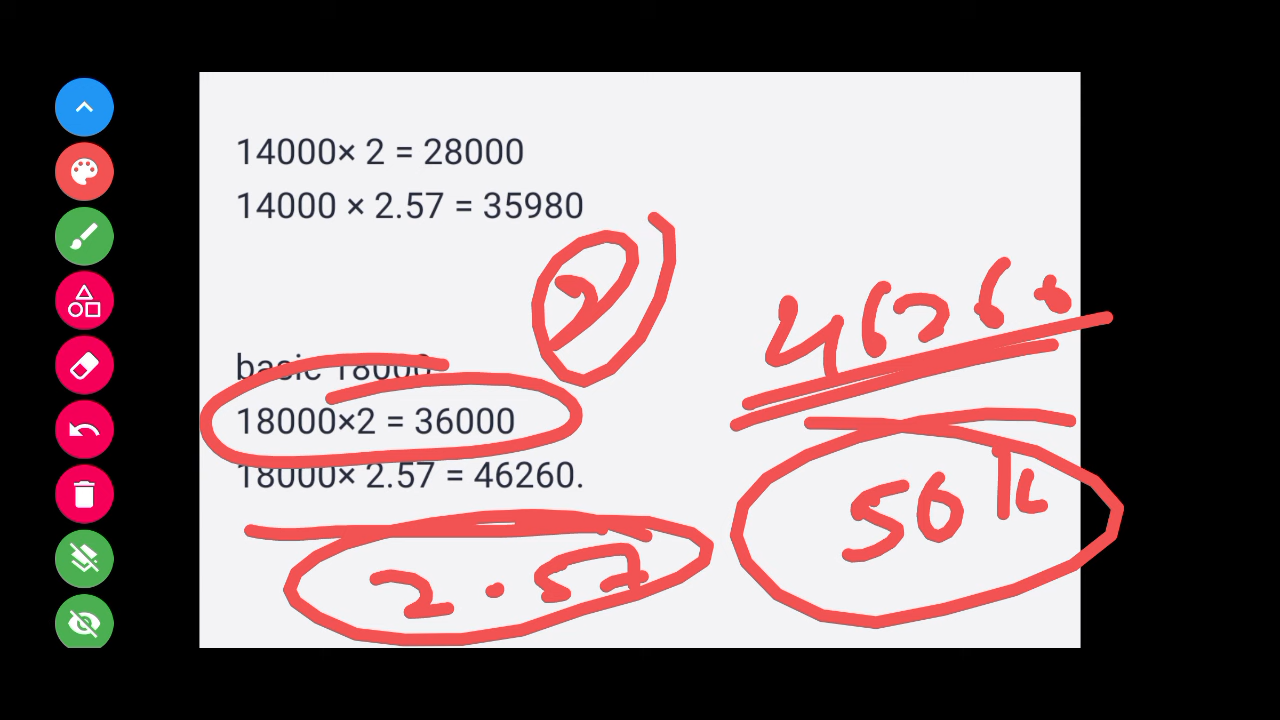 14000× 2 = 28000
14000 × 2.57 = 35980
2
46260
basic 18000
18000×2 = 36000
18000× 2.57 = 46260.
50K
2.57